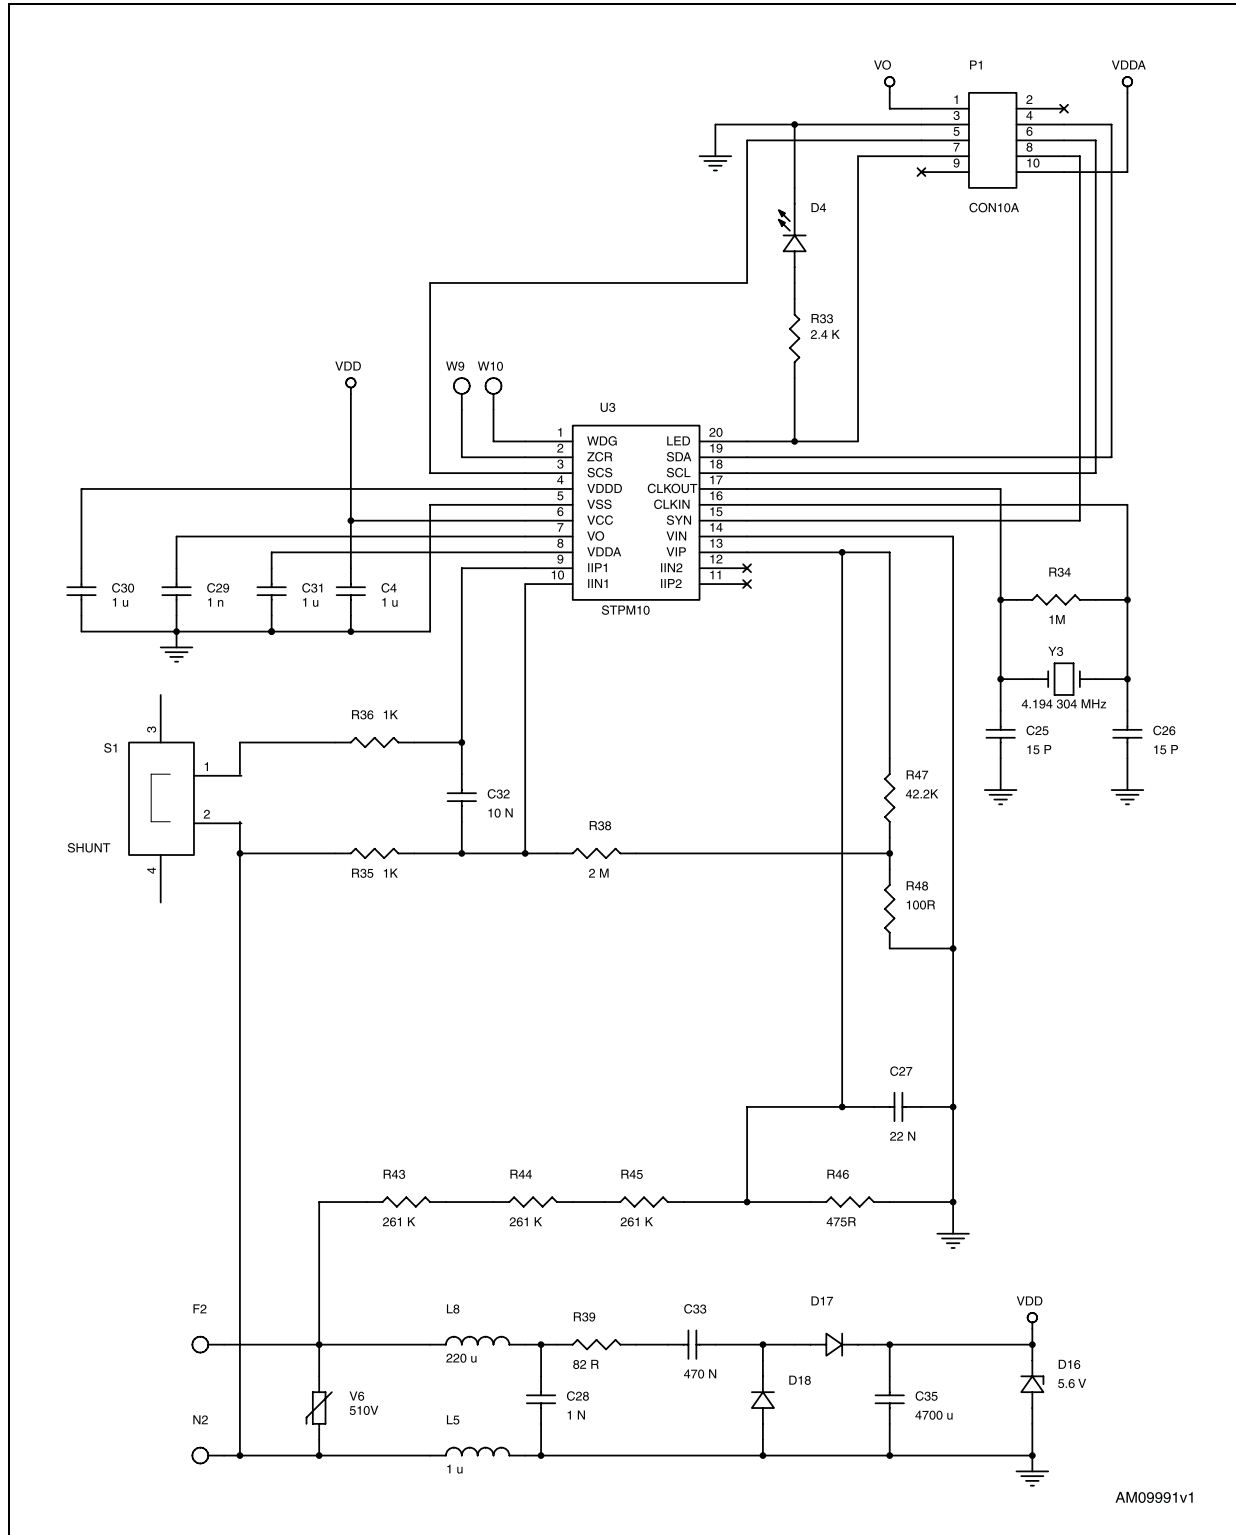 VO P1 VDDA
1 2
3 4
5 6
7 8
9 10
D4 CON10A
R33
2.4 K
VDD W9 W10
U3
1 WDG LED 20
2 ZCR SDA 19
3 SCS SCL 18
4 VDDD CLKOUT 17
5 VSS CLKIN 16
6 VCC SYN 15
7 VO VIN 14
8 VDDA VIP 13
9 IIP1 IIN2 12
10 IIN1 IIP2 11
STPM10
C30
1 u
C29
1 n
C31
1 u
C4
1 u
R34
1M
Y3
4.194 304 MHz
C25
15 P
C26
15 P
3
S1
1
2
SHUNT
4
R36 1K
C32
10 N
R35 1K
R38
2 M
R47
42.2K
R48
100R
C27
22 N
R43
261 K
R44
261 K
R45
261 K
R46
475R
F2
L8
220 u
R39
82 R
C33
470 N
D17
VDD
D16
5.6 V
V6
510V
C28
1 N
D18
C35
4700 u
N2
L5
1 u
AM09991v1